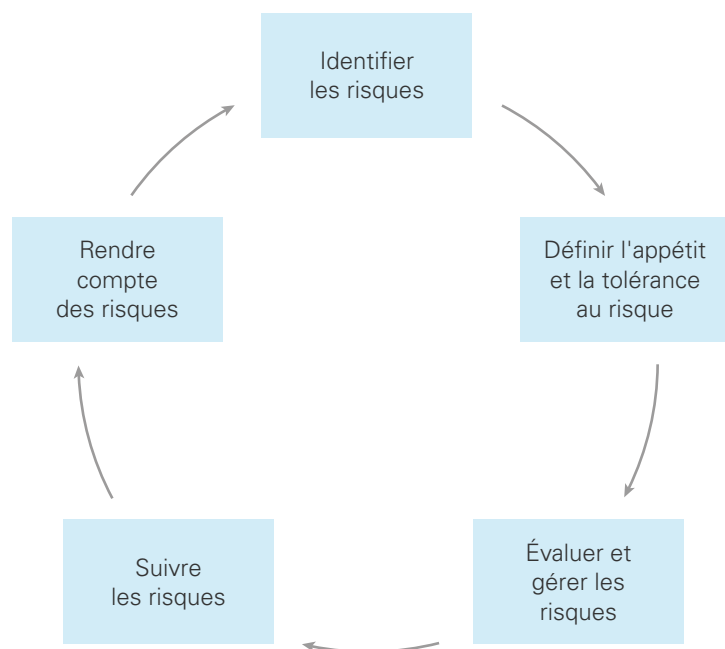 Identifier
les risques
Définir l'appétit
et la tolérance
au risque
Évaluer et
gérer les
risques
Suivre
les risques
Rendre
compte
des risques